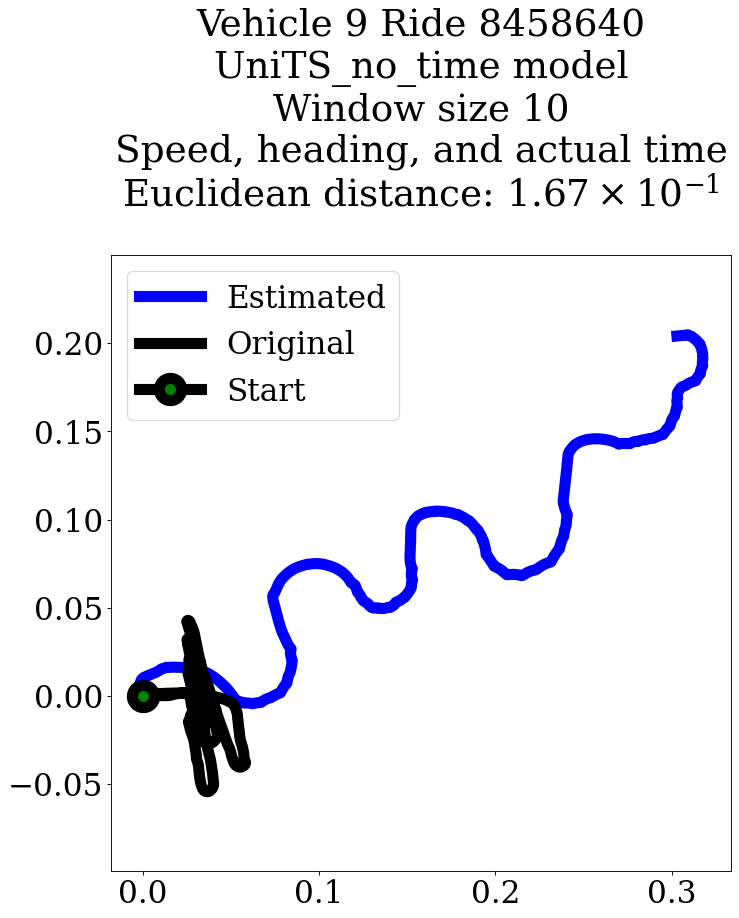 Vehicle 9 Ride 8458640
UniTS_no_time model
Window size 10
Speed, heading, and actual time
Euclidean distance: 1.67 × 10⁻¹
Estimated
Original
Start
0.20
0.15
0.10
0.05
0.00
−0.05
0.0 0.1 0.2 0.3